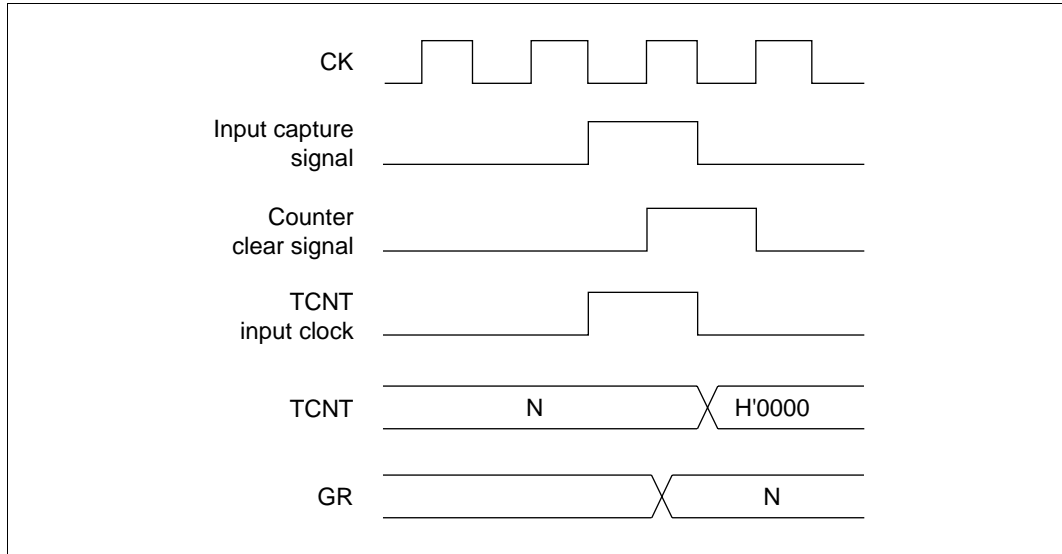 CK
Input capture
signal
Counter
clear signal
TCNT
input clock
TCNT
N
H'0000
GR
N